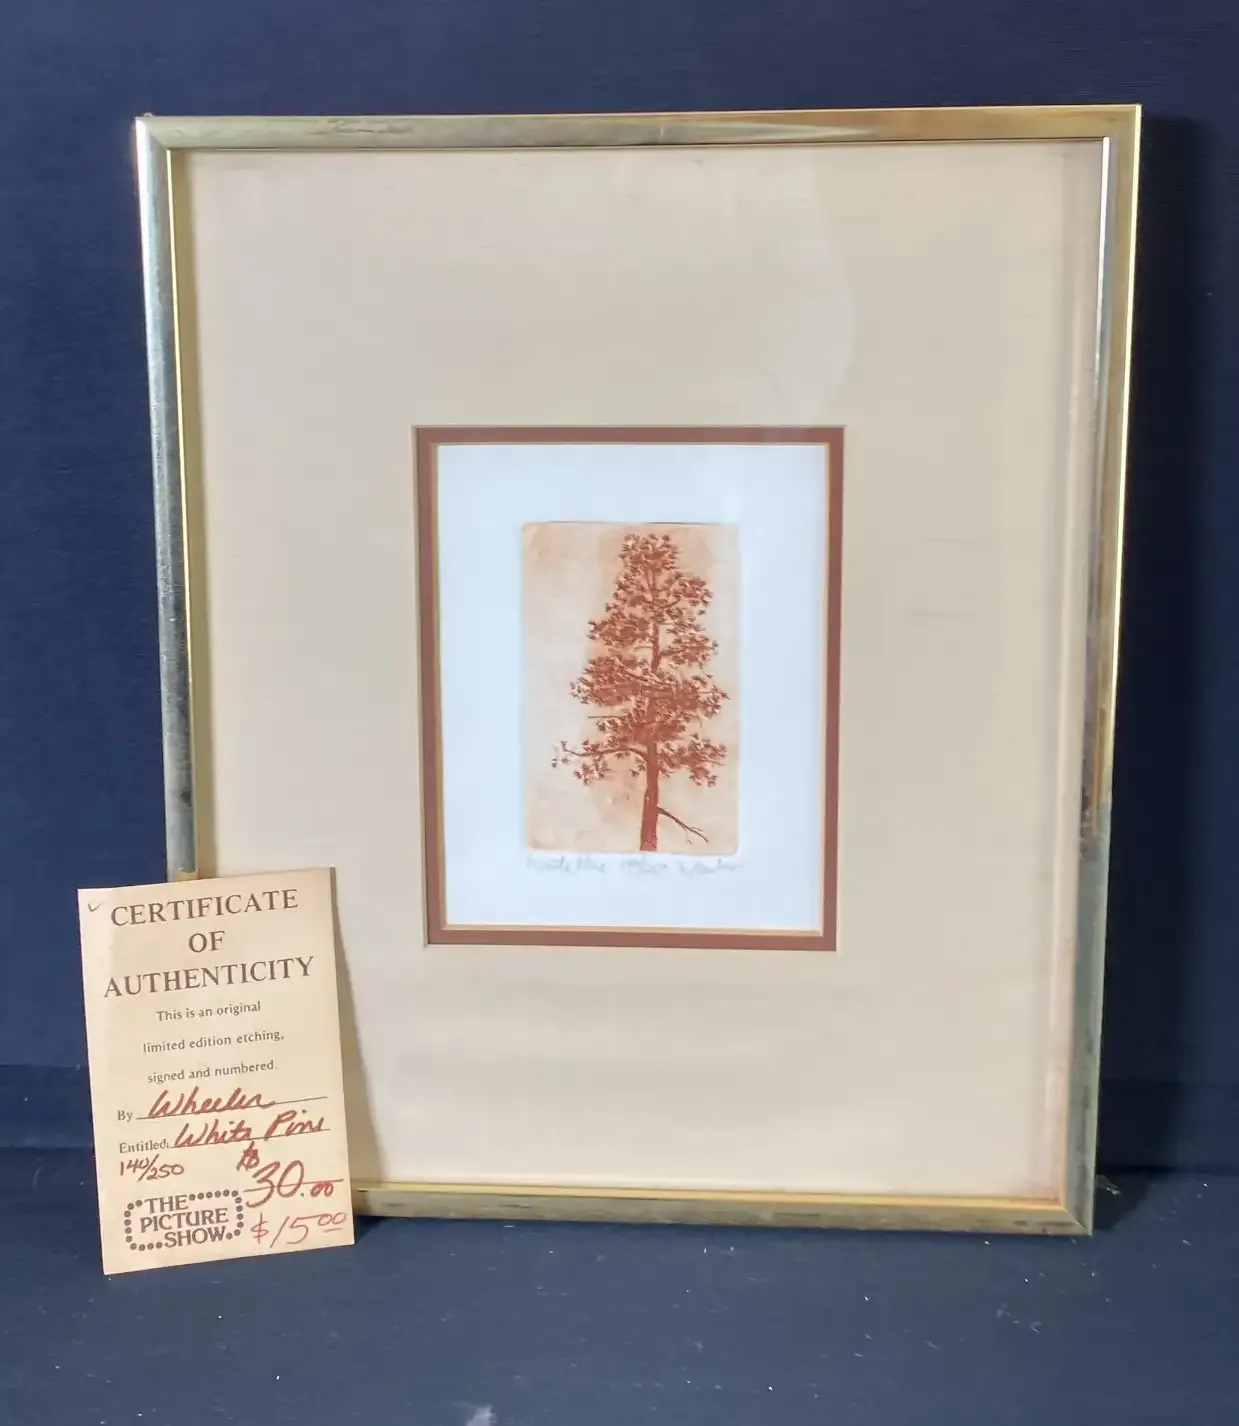 CERTIFICATE
OF
AUTHENTICITY
This is an original
limited edition etching,
signed and numbered.
By Wheeler
Entitled: White Pine
140/250 $30.00
THE
PICTURE
SHOW
$15.00